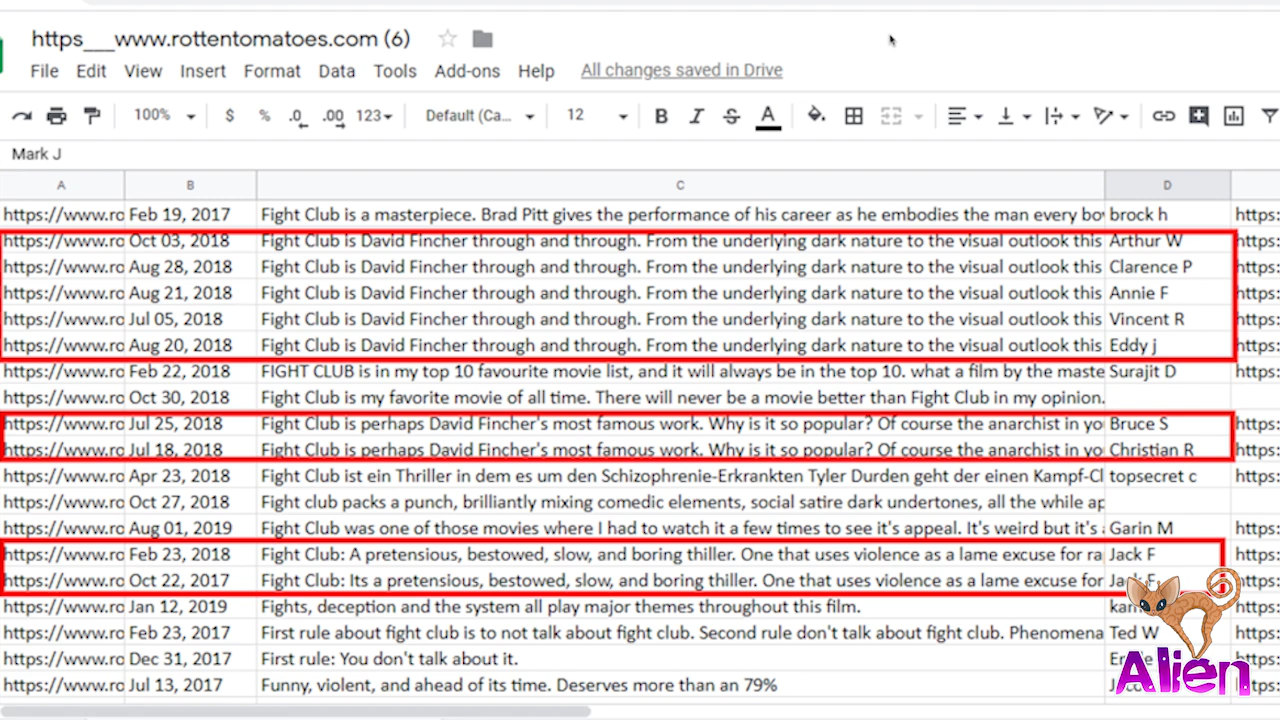 https___www.rottentomatoes.com (6)
File Edit View Insert Format Data Tools Add-ons Help All changes saved in Drive
100% $ % .0 .00 123 Default (Ca... 12 B I S A
Mark J
A B C D
https://www.ro Feb 19, 2017 Fight Club is a masterpiece. Brad Pitt gives the performance of his career as he embodies the man every bo brock h https:
https://www.ro Oct 03, 2018 Fight Club is David Fincher through and through. From the underlying dark nature to the visual outlook this Arthur W https:
https://www.ro Aug 28, 2018 Fight Club is David Fincher through and through. From the underlying dark nature to the visual outlook this Clarence P https:
https://www.ro Aug 21, 2018 Fight Club is David Fincher through and through. From the underlying dark nature to the visual outlook this Annie F https:
https://www.ro Jul 05, 2018 Fight Club is David Fincher through and through. From the underlying dark nature to the visual outlook this Vincent R https:
https://www.ro Aug 20, 2018 Fight Club is David Fincher through and through. From the underlying dark nature to the visual outlook this Eddy j https:
https://www.ro Feb 22, 2018 FIGHT CLUB is in my top 10 favourite movie list, and it will always be in the top 10. what a film by the maste Surajit D https:
https://www.ro Oct 30, 2018 Fight Club is my favorite movie of all time. There will never be a movie better than Fight Club in my opinion.
https://www.ro Jul 25, 2018 Fight Club is perhaps David Fincher's most famous work. Why is it so popular? Of course the anarchist in yo Bruce S https:
https://www.ro Jul 18, 2018 Fight Club is perhaps David Fincher's most famous work. Why is it so popular? Of course the anarchist in yo Christian R https:
https://www.ro Apr 23, 2018 Fight Club ist ein Thriller in dem es um den Schizophrenie-Erkrankten Tyler Durden geht der einen Kampf-Cl topsecret c https:
https://www.ro Oct 27, 2018 Fight club packs a punch, brilliantly mixing comedic elements, social satire dark undertones, all the while ap
https://www.ro Aug 01, 2019 Fight Club was one of those movies where I had to watch it a few times to see it's appeal. It's weird but it's Garin M https:
https://www.ro Feb 23, 2018 Fight Club: A pretensious, bestowed, slow, and boring thiller. One that uses violence as a lame excuse for ra Jack F https:
https://www.ro Oct 22, 2017 Fight Club: Its a pretensious, bestowed, slow, and boring thiller. One that uses violence as a lame excuse for
https://www.ro Jan 12, 2019 Fights, deception and the system all play major themes throughout this film. https:
https://www.ro Feb 23, 2017 First rule about fight club is to not talk about fight club. Second rule don't talk about fight club. Phenomena Ted W https:
https://www.ro Dec 31, 2017 First rule: You don't talk about it.
https://www.ro Jul 13, 2017 Funny, violent, and ahead of its time. Deserves more than an 79%
Alien